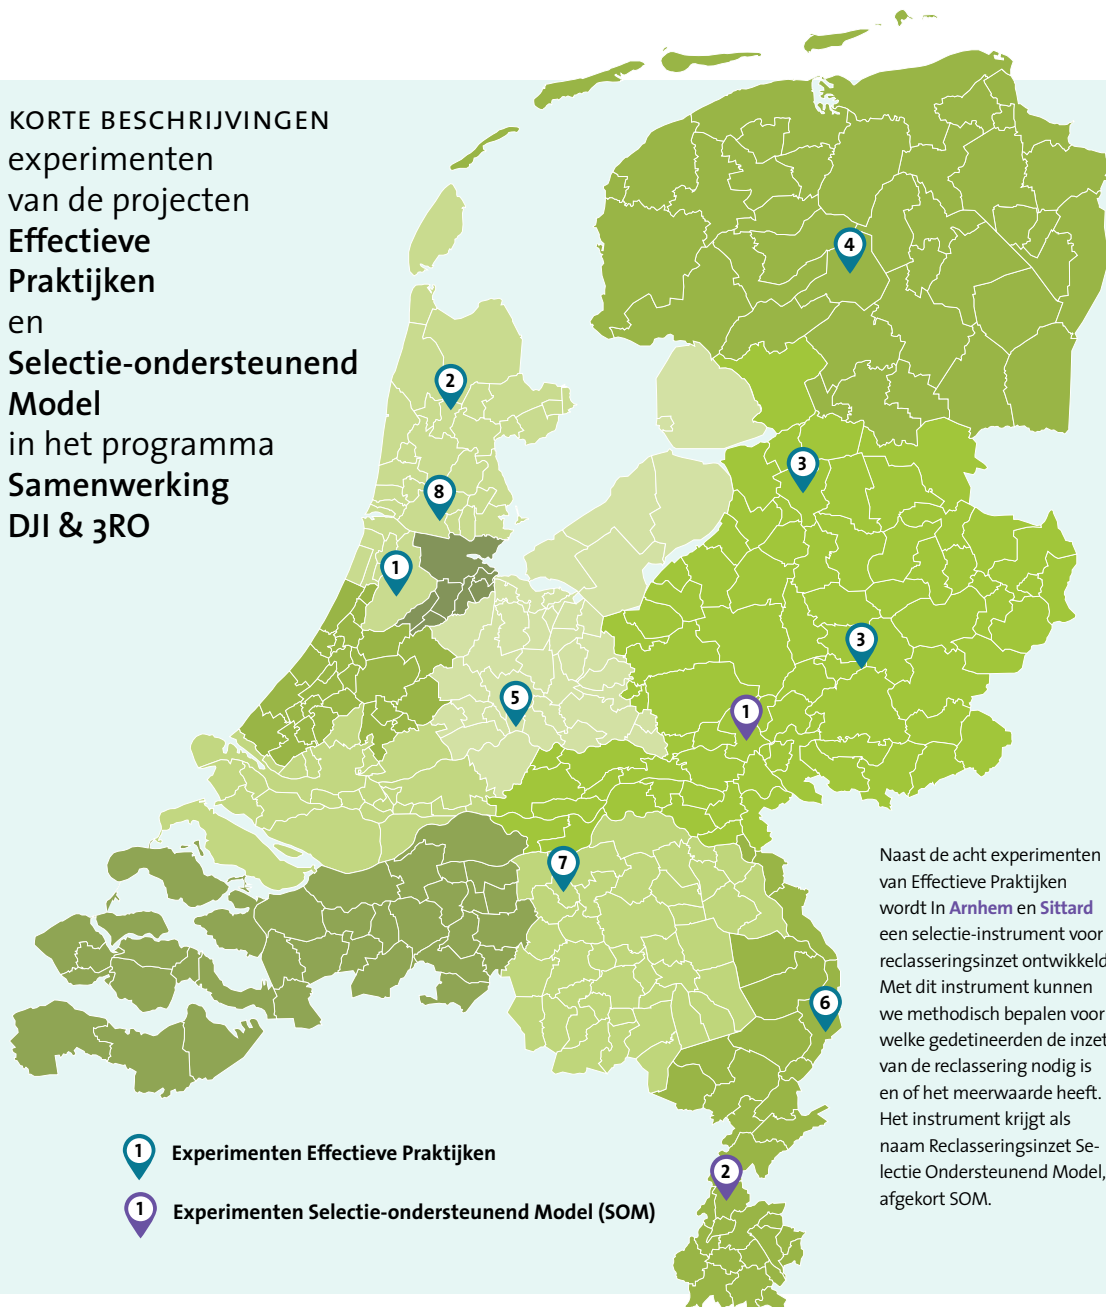 KORTE BESCHRIJVINGEN
experimenten
van de projecten
Effectieve
Praktijken
en
Selectie-ondersteunend
Model
in het programma
Samenwerking
DJI & 3RO
4
2
3
8
1
3
5
1
7
6
2
Naast de acht experimenten
van Effectieve Praktijken
wordt In Arnhem en Sittard
een selectie-instrument voor
reclasseringsinzet ontwikkeld
Met dit instrument kunnen
we methodisch bepalen voor
welke gedetineerden de inzet
van de reclassering nodig is
en of het meerwaarde heeft.
Het instrument krijgt als
naam Reclasseringsinzet Se-
lectie Ondersteunend Model,
afgekort SOM.
1 Experimenten Effectieve Praktijken
1 Experimenten Selectie-ondersteunend Model (SOM)